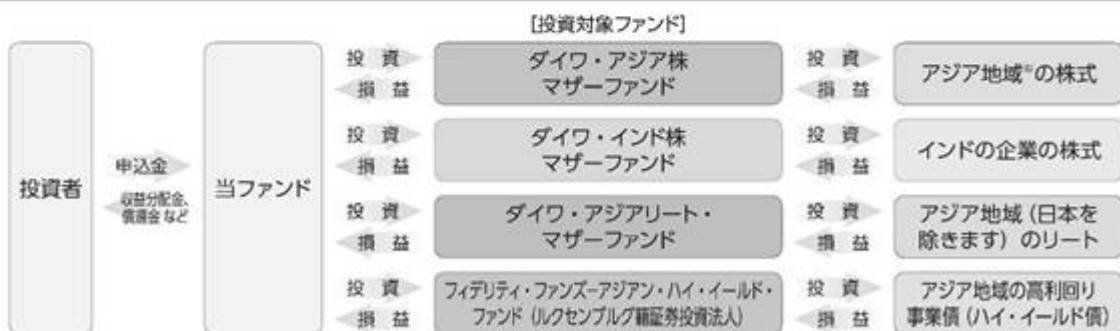 [投資対象ファンド]
投資者
申込金
収益分配金、
償還金 など
当ファンド
投 資
損 益
ダイワ・アジア株
マザーファンド
投 資
損 益
アジア地域※の株式
投 資
損 益
ダイワ・インド株
マザーファンド
投 資
損 益
インドの企業の株式
投 資
損 益
ダイワ・アジアリート・
マザーファンド
投 資
損 益
アジア地域（日本を
除きます）のリート
投 資
損 益
フィデリティ・ファンズ－アジアン・ハイ・イールド・
ファンド（ルクセンブルグ籍証券投資法人）
投 資
損 益
アジア地域の高利回り
事業債（ハイ・イールド債）